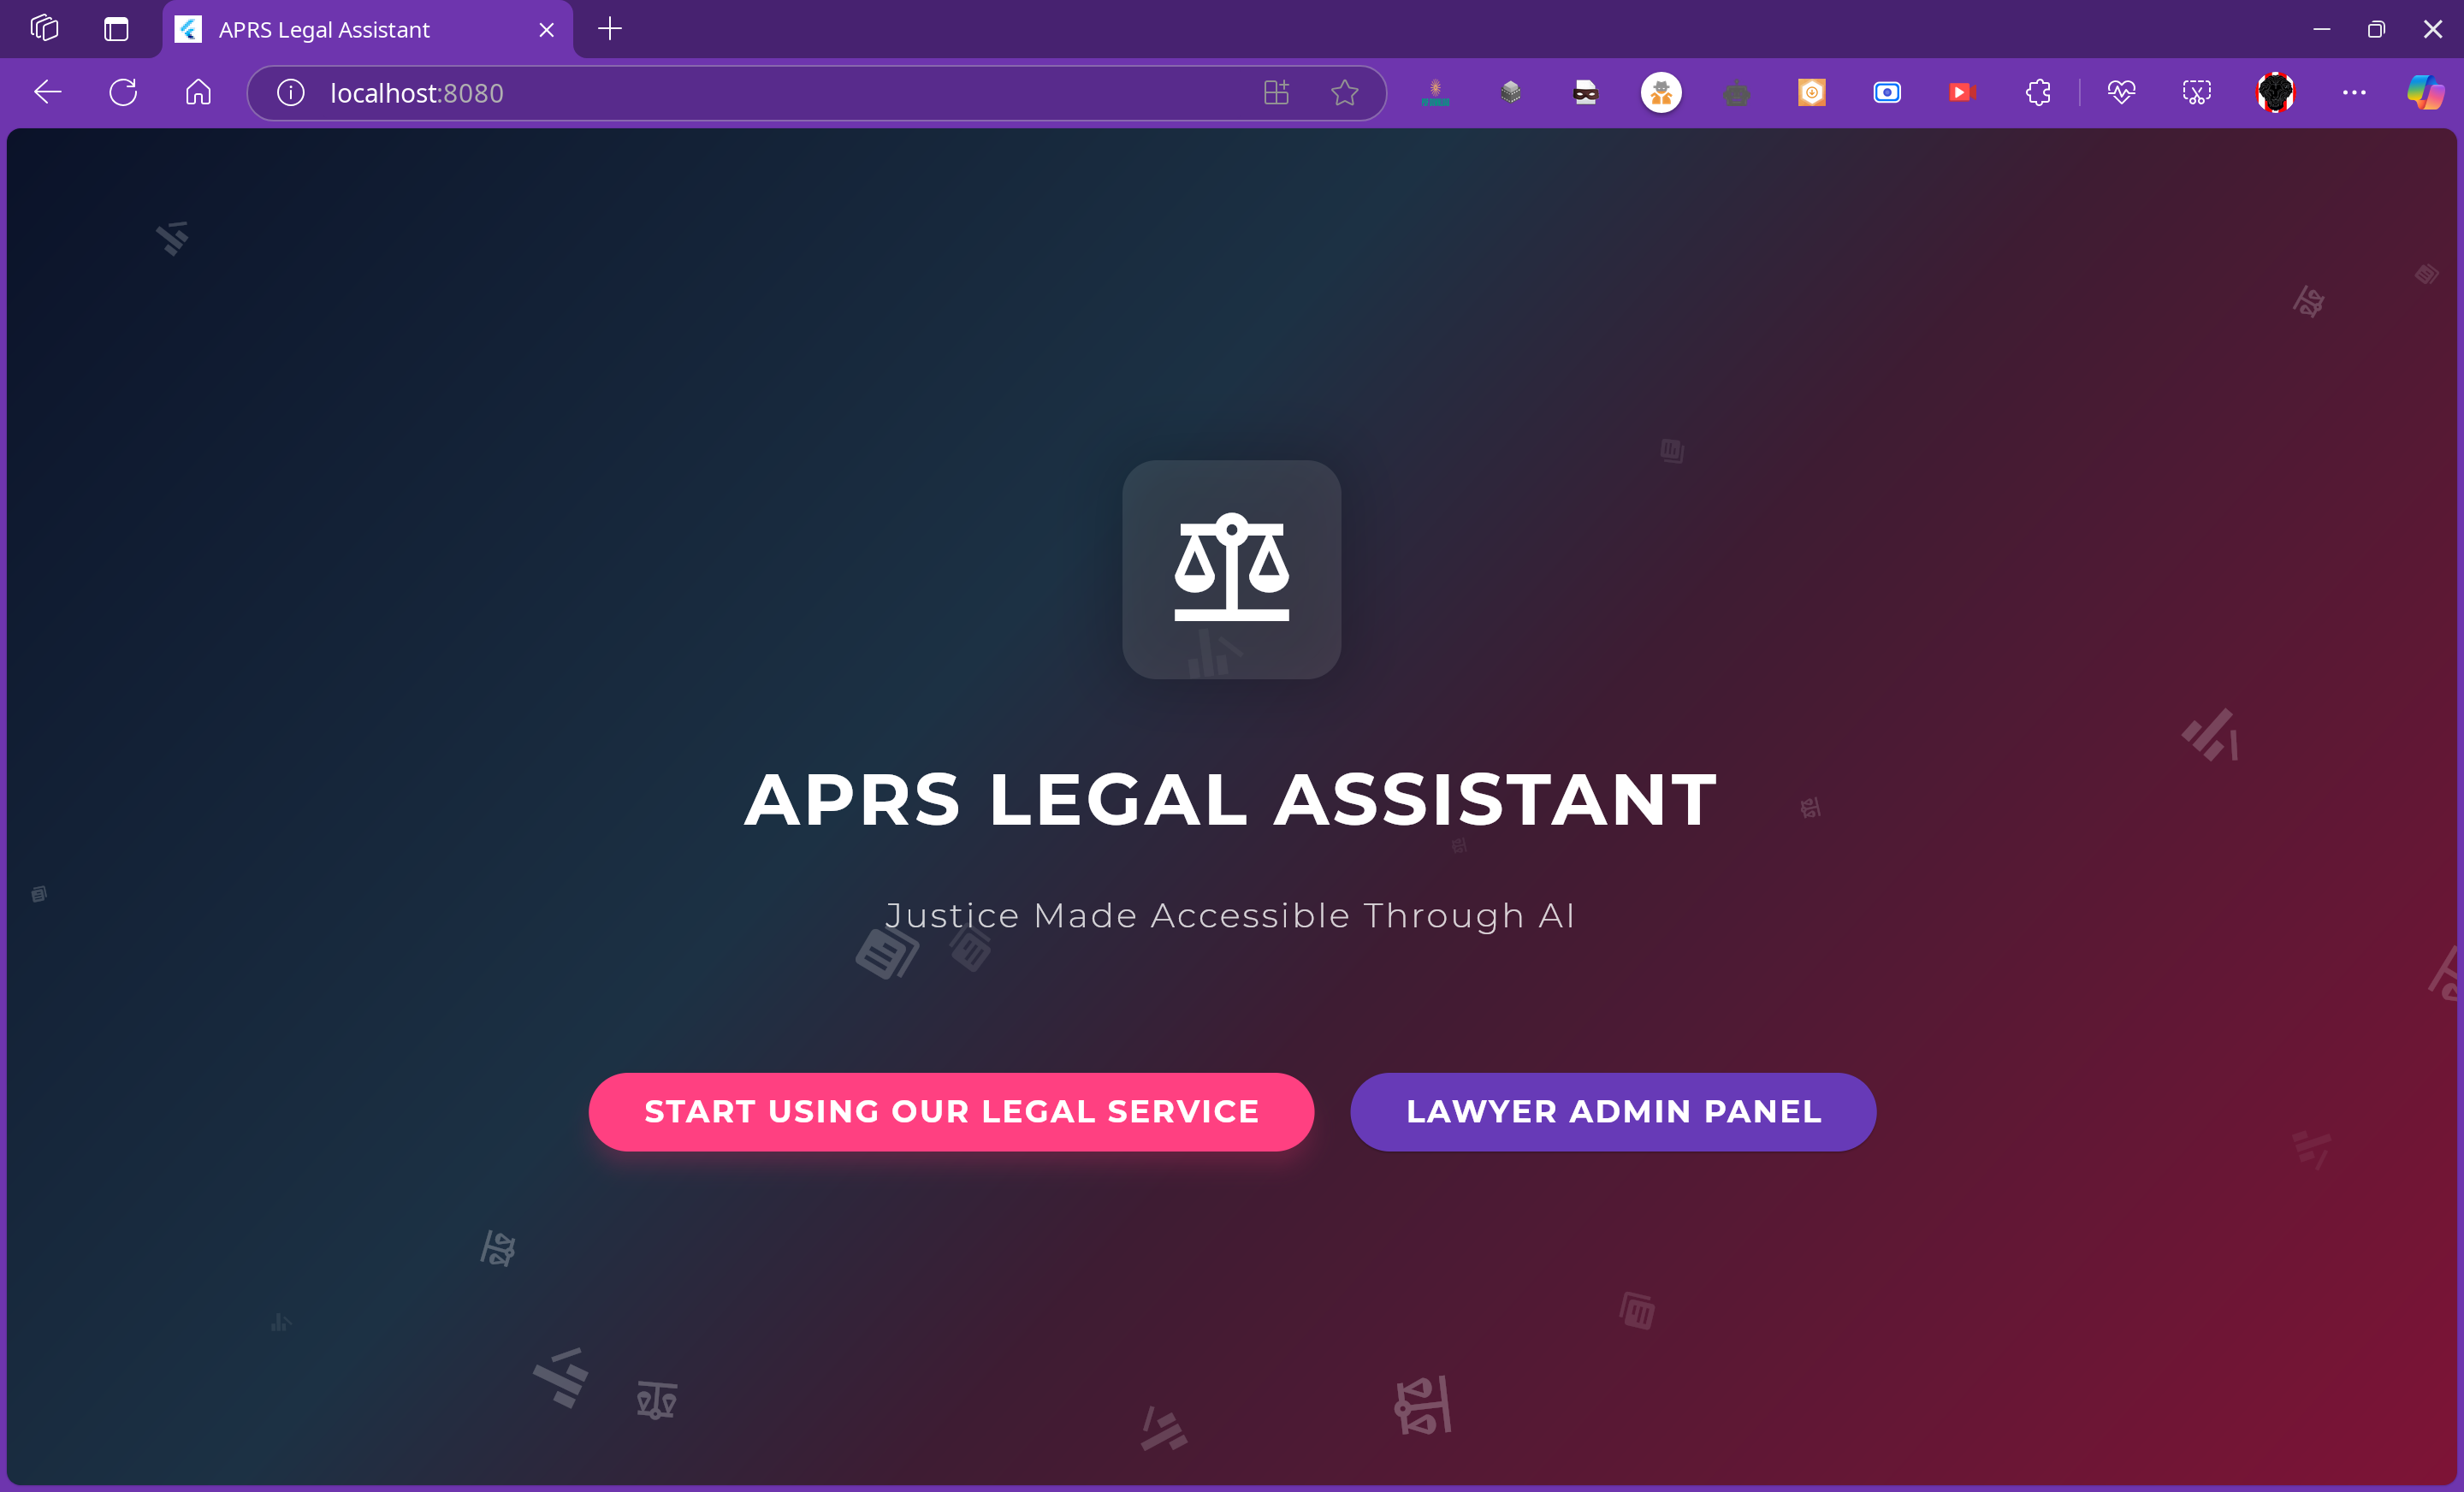 APRS Legal Assistant
localhost:8080
APRS LEGAL ASSISTANT
Justice Made Accessible Through AI
START USING OUR LEGAL SERVICE
LAWYER ADMIN PANEL